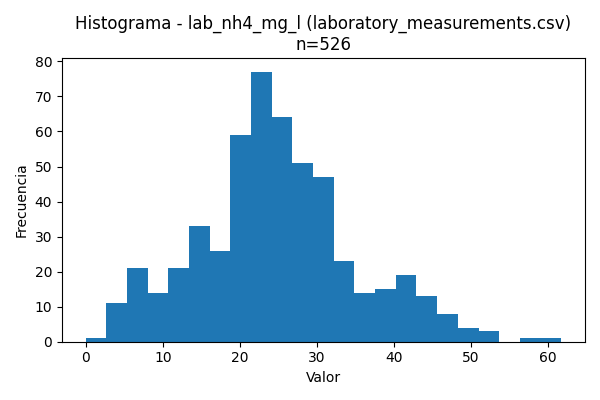 Histograma - lab_nh4_mg_l (laboratory_measurements.csv)
n=526
80
70
60
50
40
30
20
10
0
Frecuencia
0 10 20 30 40 50 60
Valor